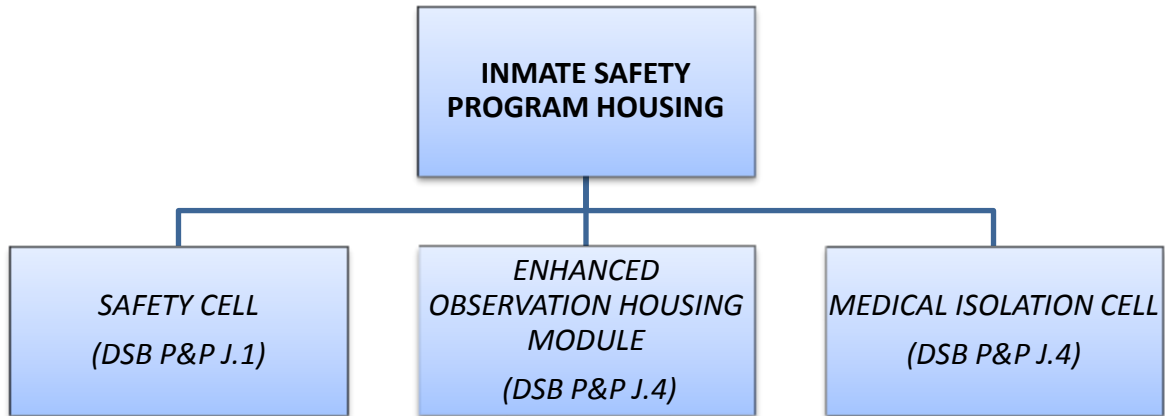 INMATE SAFETY
PROGRAM HOUSING
SAFETY CELL
(DSB P&P J.1)
ENHANCED
OBSERVATION HOUSING
MODULE
(DSB P&P J.4)
MEDICAL ISOLATION CELL
(DSB P&P J.4)